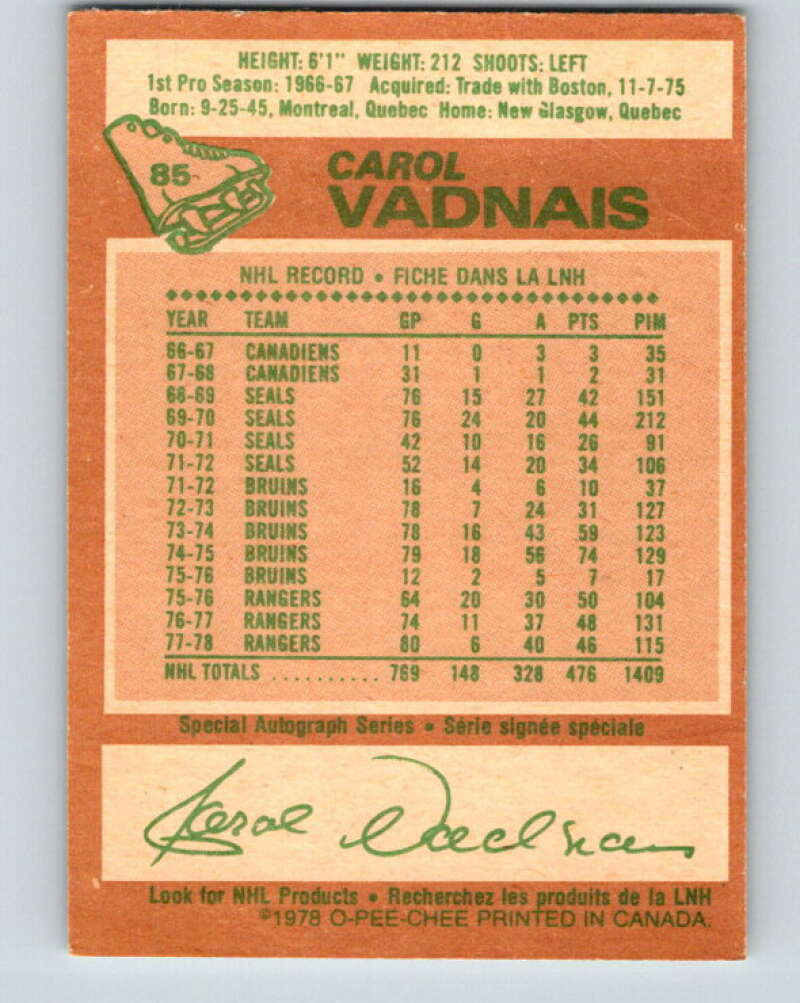 HEIGHT: 6'1" WEIGHT: 212 SHOOTS: LEFT
1st Pro Season: 1966-67 Acquired: Trade with Boston, 11-7-75
Born: 9-25-45, Montreal, Quebec Home: New Glasgow, Quebec
85
CAROL
VADNAIS
NHL RECORD • FICHE DANS LA LNH
YEAR TEAM GP G A PTS PIM
66-67 CANADIENS 11 0 3 3 35
67-68 CANADIENS 31 1 1 2 31
68-69 SEALS 76 15 27 42 151
69-70 SEALS 76 24 20 44 212
70-71 SEALS 42 10 16 26 91
71-72 SEALS 52 14 20 34 106
71-72 BRUINS 16 4 6 10 37
72-73 BRUINS 78 7 24 31 127
73-74 BRUINS 78 16 43 59 123
74-75 BRUINS 79 18 56 74 129
75-76 BRUINS 12 2 5 7 17
75-76 RANGERS 64 20 30 50 104
76-77 RANGERS 74 11 37 48 131
77-78 RANGERS 80 6 40 46 115
NHL TOTALS .......... 769 148 328 476 1409
Special Autograph Series • Série signée spéciale
Carol Vadnais
Look for NHL Products • Recherchez les produits de la LNH
©1978 O-PEE-CHEE PRINTED IN CANADA.